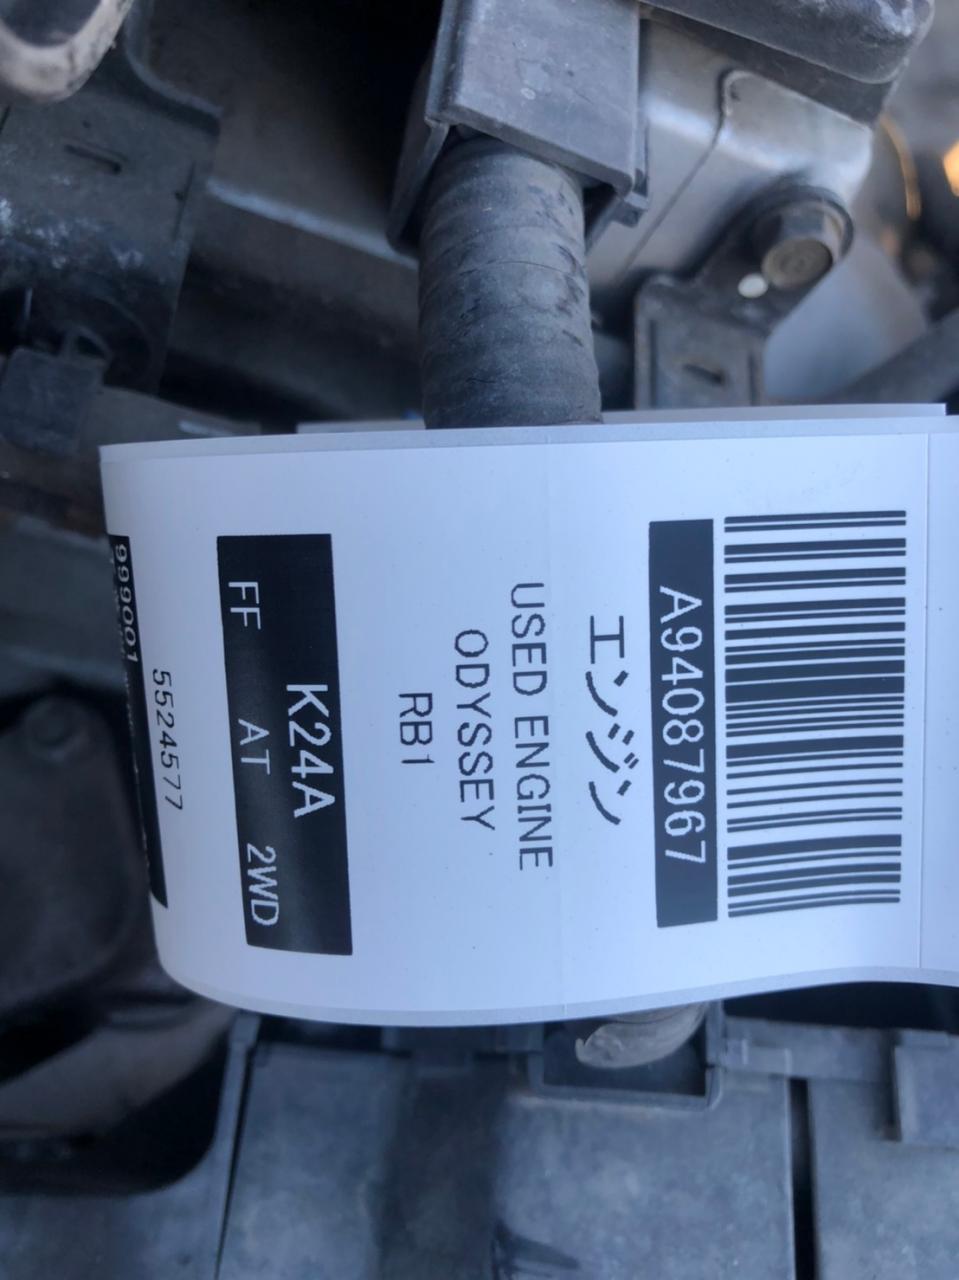 A94087967
エンジン
USED ENGINE
ODYSSEY
RB1
K24A
FF AT 2WD
5524577
999001